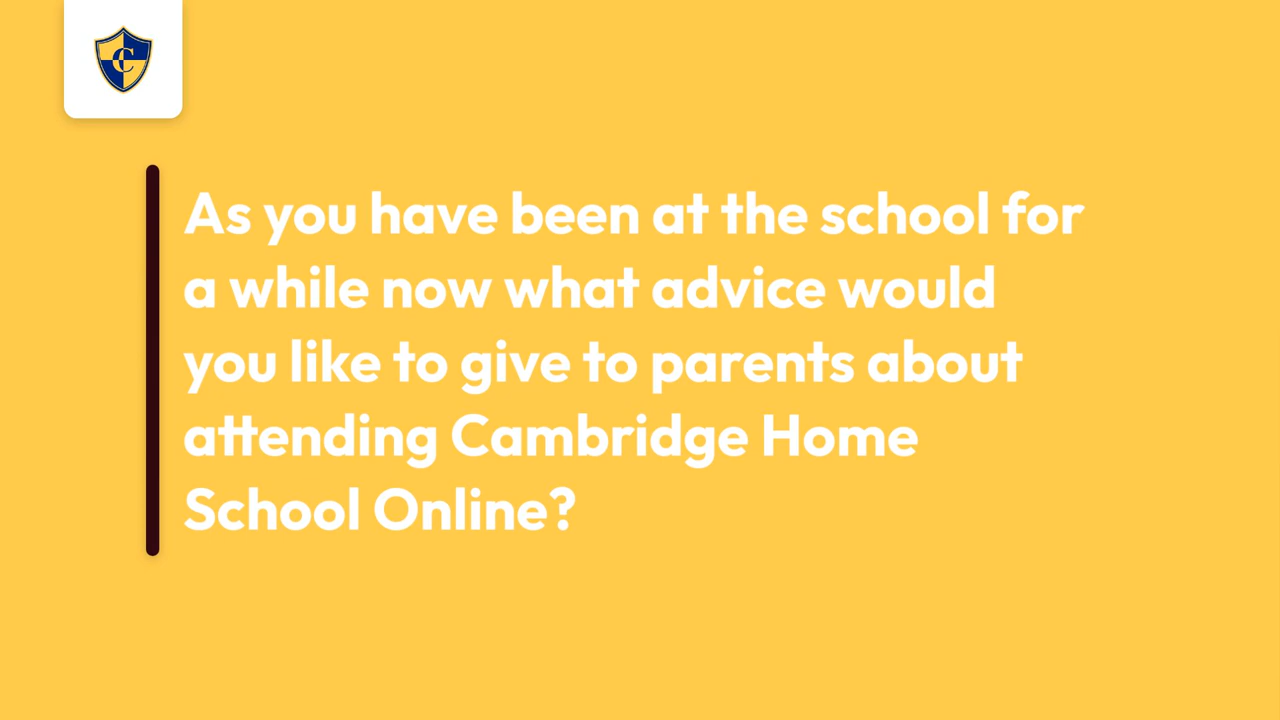 C
As you have been at the school for
a while now what advice would
you like to give to parents about
attending Cambridge Home
School Online?